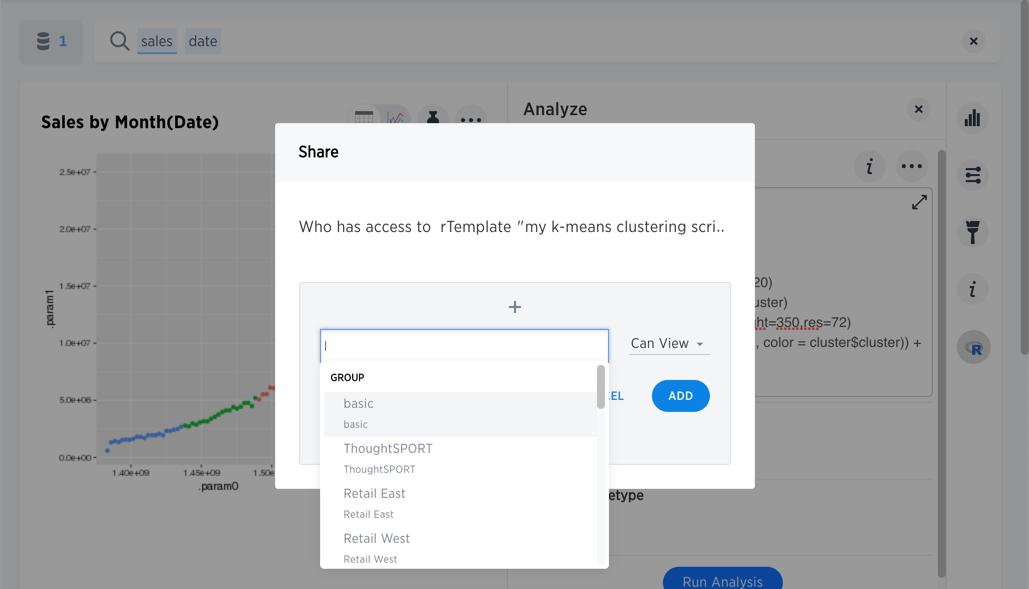 1
sales date
Sales by Month(Date)
Analyze
Share
Who has access to rTemplate "my k-means clustering scri..
2.5e+07
2.0e+07
1.5e+07
1.0e+07
5.0e+06
0.0e+00
.param1
1.40e+09 1.45e+09 1.50e
.param0
20)
uster)
ht=350,res=72)
, color = cluster$cluster)) +
+
Can View
GROUP
basic
basic
ThoughtSPORT
ThoughtSPORT
Retail East
Retail East
Retail West
Retail West
EL
ADD
etype
Run Analysis
i
i
R